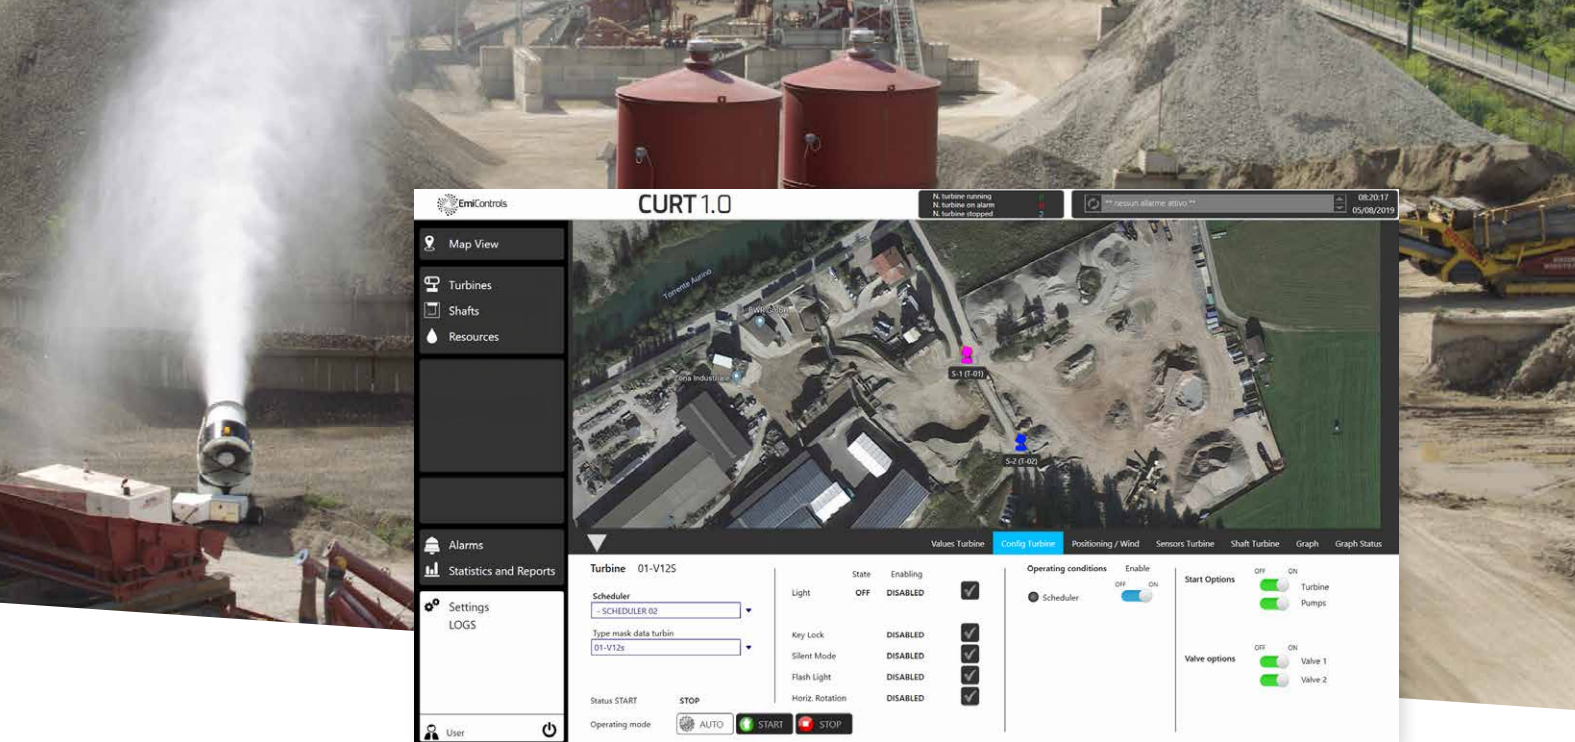 EmiControls
CURT 1.0
N. turbine running
N. turbine on alarm
N. turbine stopped 2
** nessun allarme attivo **
08:20:17
05/08/2019
Map View
Turbines
Shafts
Resources
Alarms
Statistics and Reports
Settings
LOGS
User
Torrente Aurino
Zona Industriale
S-1 (T-01)
S-2 (T-02)
Values Turbine Config Turbine Positioning / Wind Sensors Turbine Shaft Turbine Graph Graph Status
Turbine 01-V12S
Scheduler
- SCHEDULER 02
Type mask data turbin
01-V12s
Status START STOP
Operating mode AUTO START STOP
State Enabling
Light OFF DISABLED
Key Lock DISABLED
Silent Mode DISABLED
Flash Light DISABLED
Horiz. Rotation DISABLED
Operating conditions Enable
OFF ON
Scheduler
Start Options OFF ON
Turbine
Pumps
Valve options OFF ON
Valve 1
Valve 2